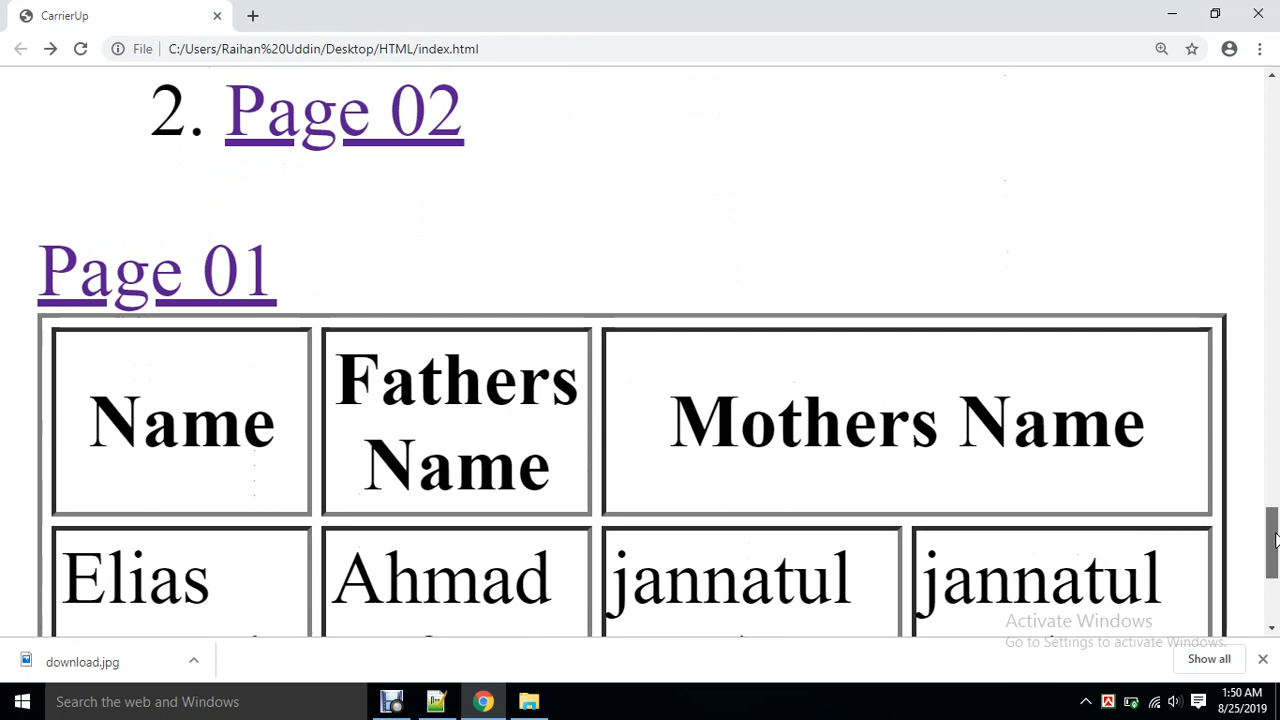 CarrierUp
File C:/Users/Raihan%20Uddin/Desktop/HTML/index.html
2. Page 02
Page 01
Name
Fathers
Name
Mothers Name
Elias
Ahmad
jannatul
jannatul
Activate Windows
Go to Settings to activate Windows.
download.jpg
Show all
Search the web and Windows
1:50 AM
8/25/2019